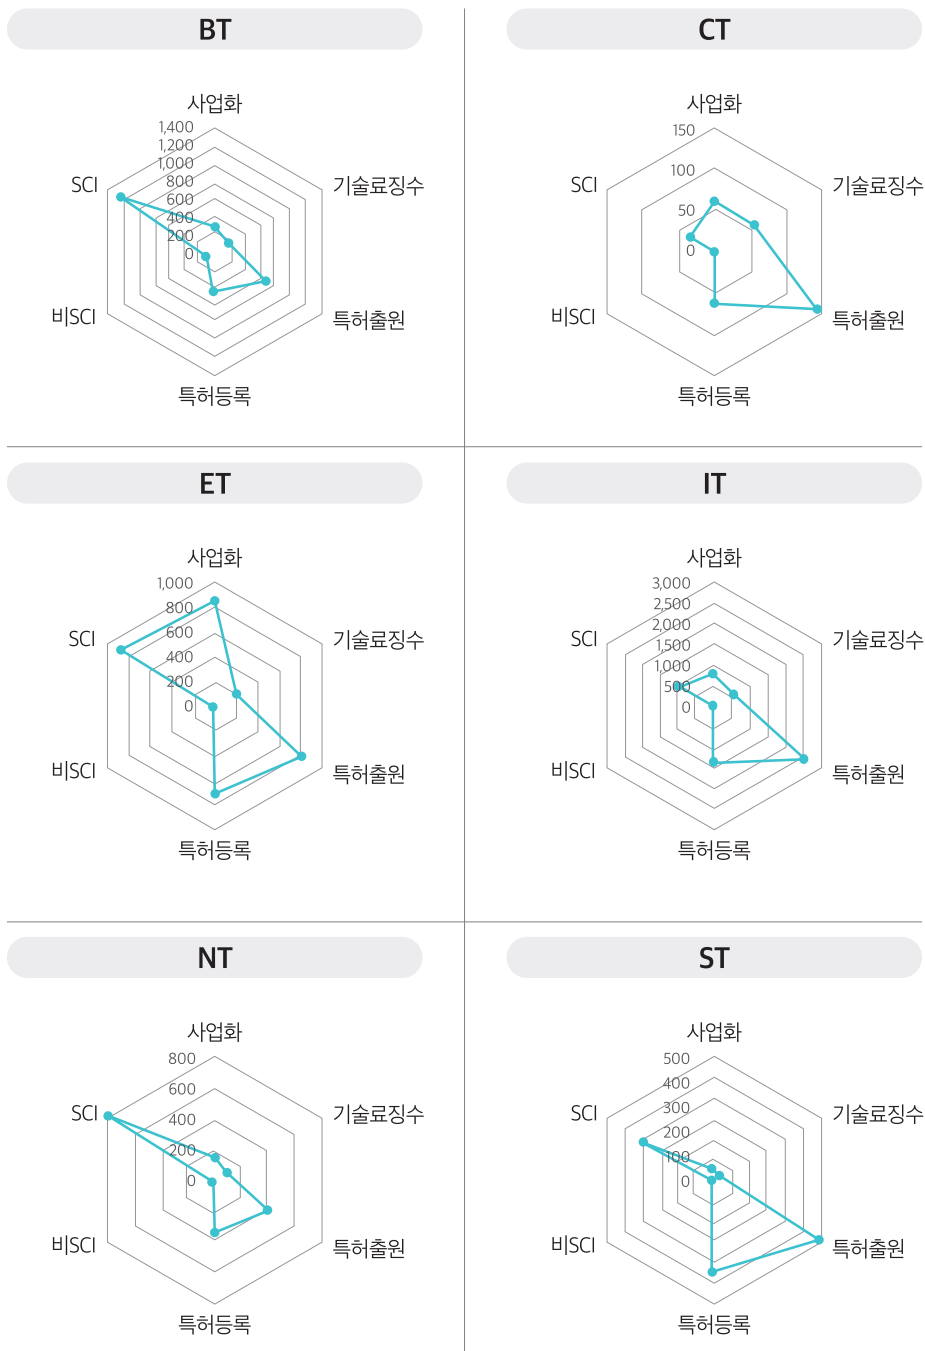 BT
사업화
1,400
1,200
1,000
800
600
400
200
0
SCI
기술료징수
비SCI
특허출원
특허등록
CT
사업화
150
100
50
0
SCI
기술료징수
비SCI
특허출원
특허등록
ET
사업화
1,000
800
600
400
200
0
SCI
기술료징수
비SCI
특허출원
특허등록
IT
사업화
3,000
2,500
2,000
1,500
1,000
500
0
SCI
기술료징수
비SCI
특허출원
특허등록
NT
사업화
800
600
400
200
0
SCI
기술료징수
비SCI
특허출원
특허등록
ST
사업화
500
400
300
200
100
0
SCI
기술료징수
비SCI
특허출원
특허등록